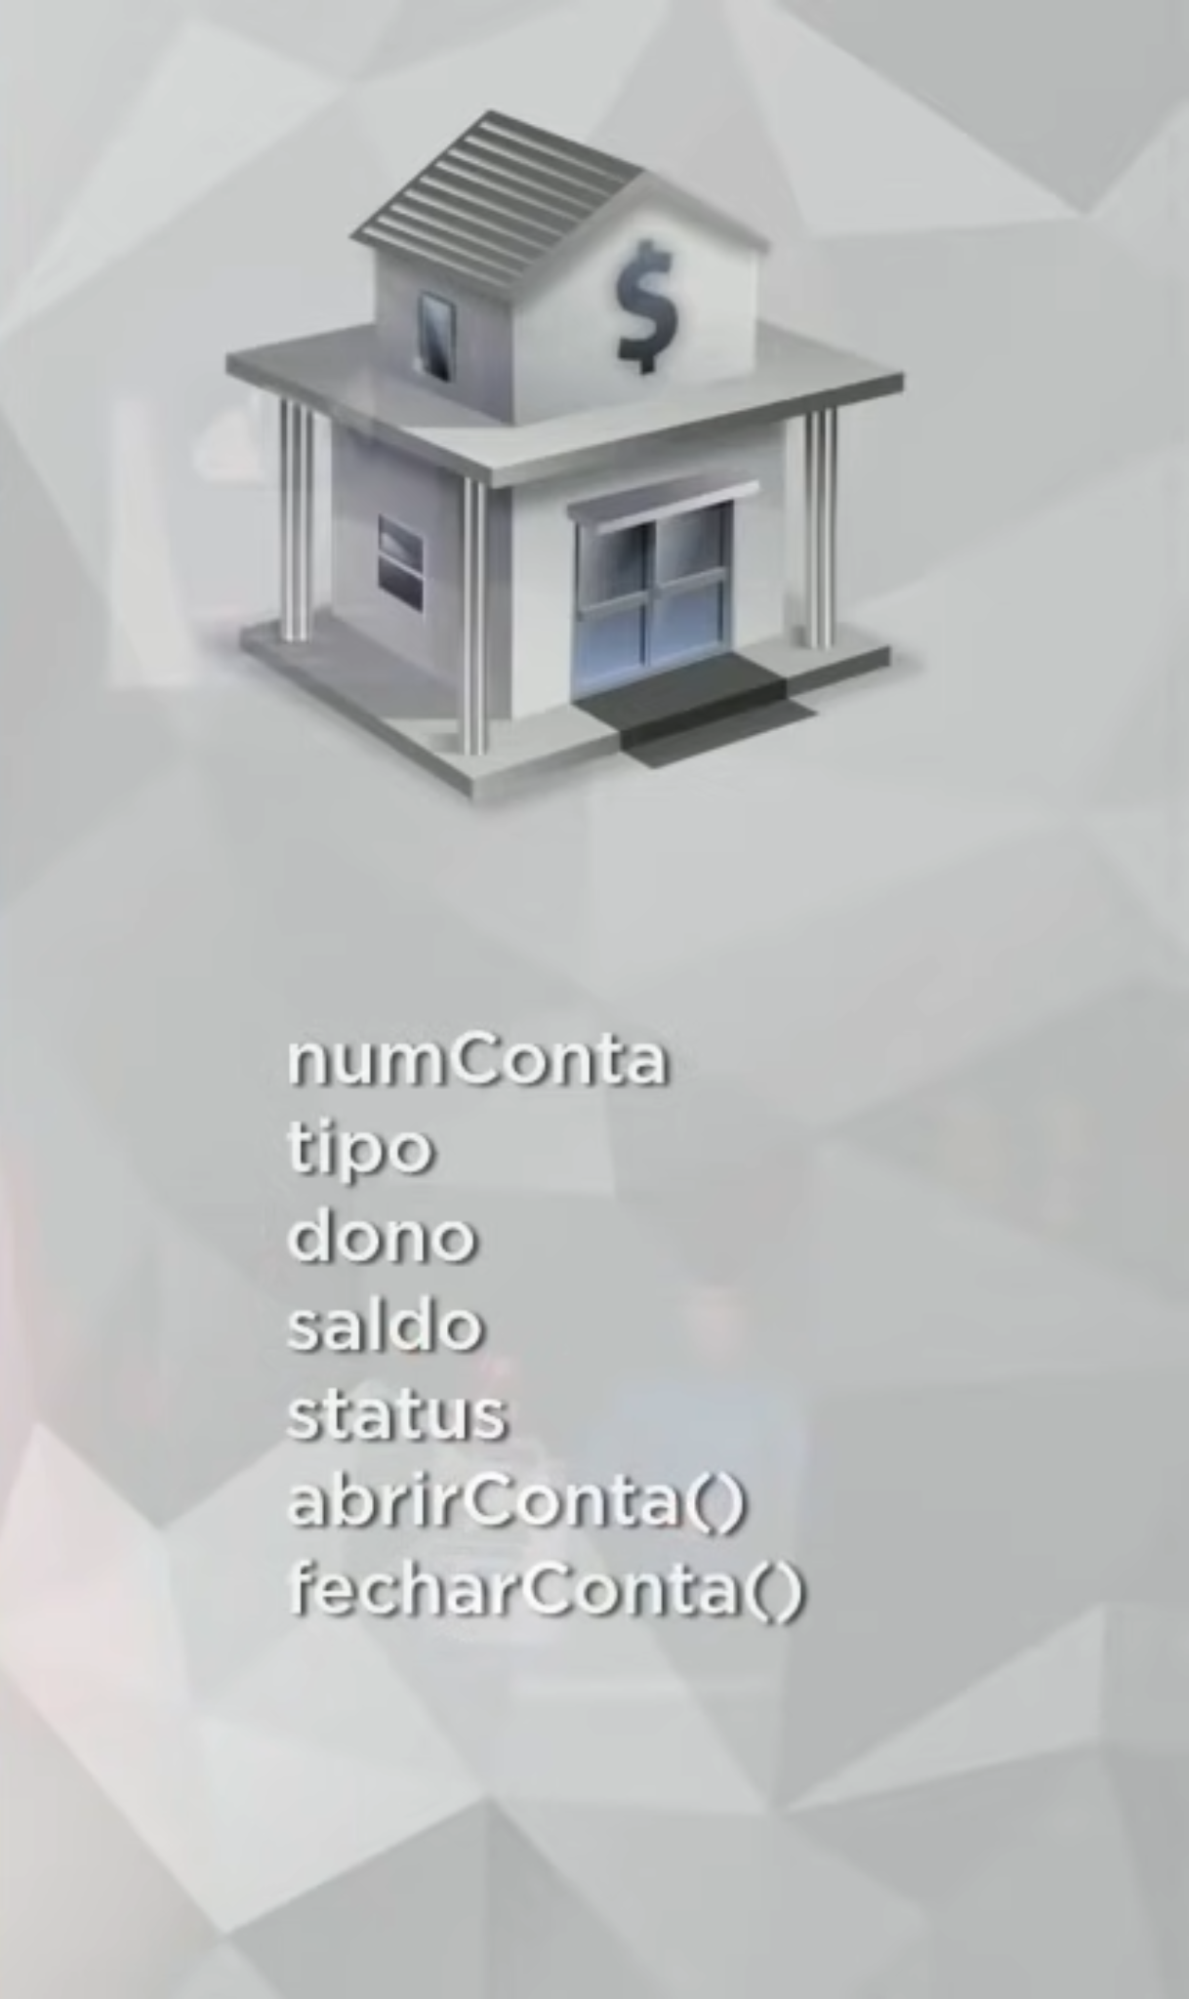 $
numConta
tipo
dono
saldo
status
abrirConta()
fecharConta()